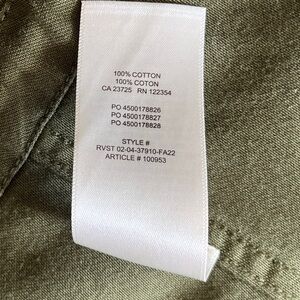 100% COTTON
100% COTON
CA 23725 RN 122354
PO 4500178826
PO 4500178827
PO 4500178828
STYLE #
RVST 02-04-37910-FA22
ARTICLE # 100953